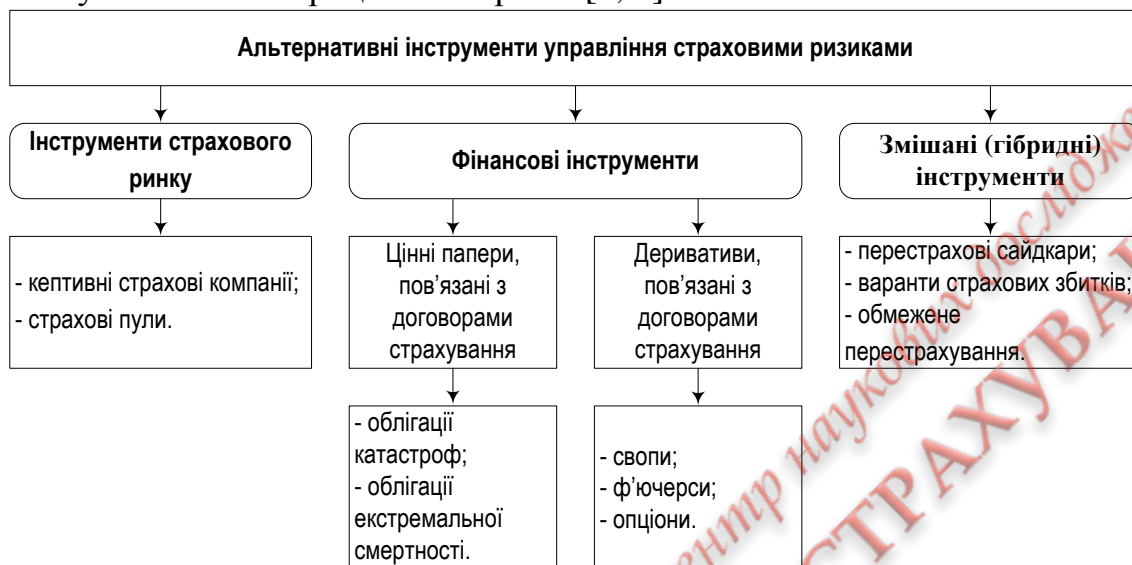 Альтернативні інструменти управління страховими ризиками
Інструменти страхового
ринку
Фінансові інструменти
Змішані (гібридні)
інструменти
- кептивні страхові компанії;
- страхові пули.
Цінні папери,
пов’язані з
договорами
страхування
Деривативи,
пов’язані з
договорами
страхування
- перестрахові сайдкари;
- варанти страхових збитків;
- обмежене
перестрахування.
- облігації
катастроф;
- облігації
екстремальної
смертності.
- свопи;
- ф’ючерси;
- опціони.
наукових